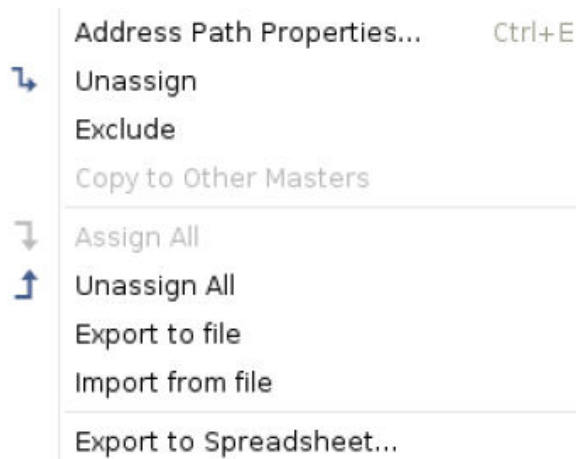 Address Path Properties... Ctrl+E
Unassign
Exclude
Copy to Other Masters
Assign All
Unassign All
Export to file
Import from file
Export to Spreadsheet...